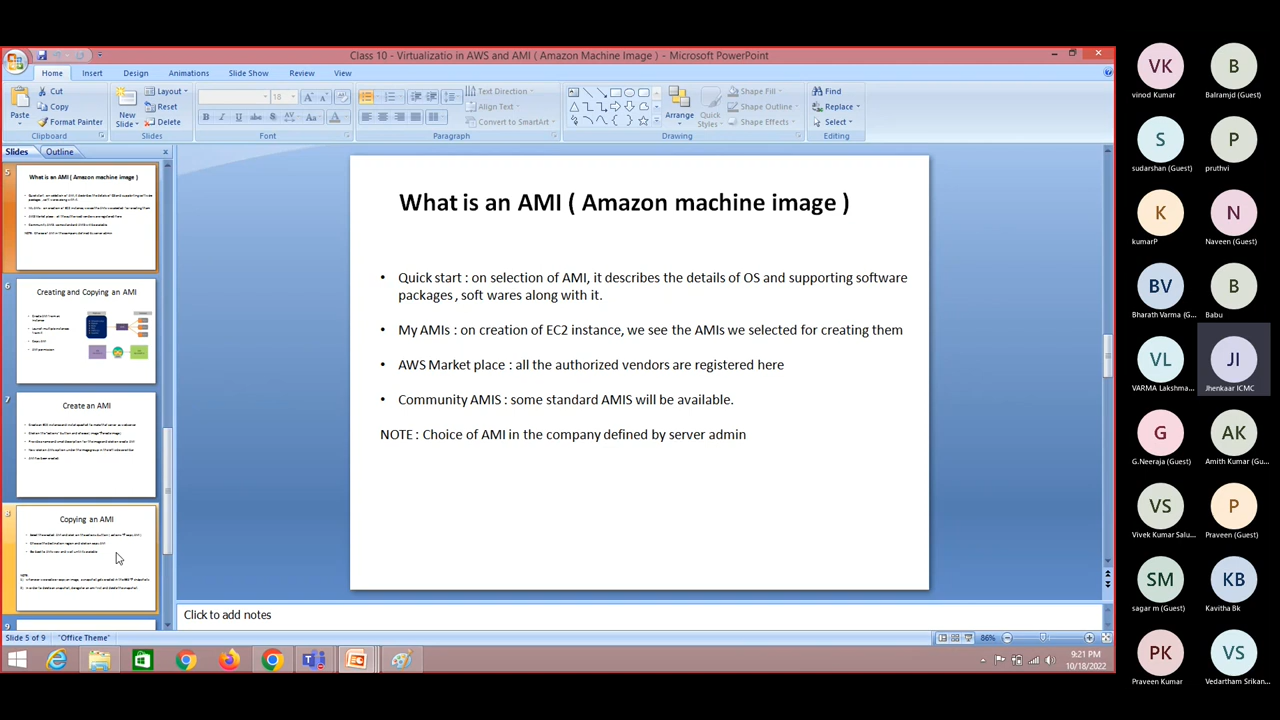 Class 10 - Virtualizatio in AWS and AMI ( Amazon Machine Image ) - Microsoft PowerPoint
Home Insert Design Animations Slide Show Review View
Cut
Copy
Format Painter
Paste
Clipboard
New Slide
Layout
Reset
Delete
Slides
18
Font
Text Direction
Align Text
Convert to SmartArt
Paragraph
Arrange
Quick Styles
Shape Fill
Shape Outline
Shape Effects
Drawing
Find
Replace
Select
Editing
Slides Outline
5
What is an AMI ( Amazon machine image )
6
Creating and Copying an AMI
7
Create an AMI
8
Copying an AMI
9
What is an AMI ( Amazon machine image )
• Quick start : on selection of AMI, it describes the details of OS and supporting software
packages , soft wares along with it.
• My AMIs : on creation of EC2 instance, we see the AMIs we selected for creating them
• AWS Market place : all the authorized vendors are registered here
• Community AMIS : some standard AMIS will be available.
NOTE : Choice of AMI in the company defined by server admin
Click to add notes
Slide 5 of 9 "Office Theme" 86%
9:21 PM
10/18/2022
VK B
vinod Kumar Balramjd (Guest)
S P
sudarshan (Guest) pruthvi
K N
kumarP Naveen (Guest)
BV B
Bharath Varma (G... Babu
VL JI
VARMA Lakshma... Jhenkaar ICMC
G AK
G.Neeraja (Guest) Amith Kumar (Gu...
VS P
Vivek Kumar Salu... Praveen (Guest)
SM KB
sagar m (Guest) Kavitha Bk
PK VS
Praveen Kumar Vedartham Srikan...